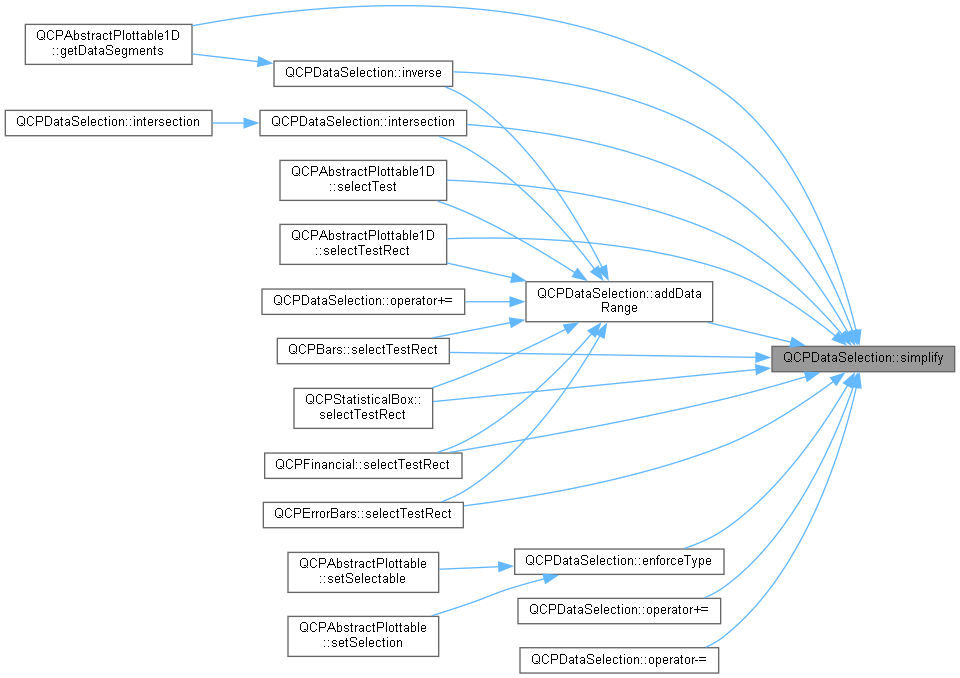 QCPAbstractPlottable1D
::getDataSegments
QCPDataSelection::inverse
QCPDataSelection::intersection
QCPDataSelection::intersection
QCPAbstractPlottable1D
::selectTest
QCPAbstractPlottable1D
::selectTestRect
QCPDataSelection::addData
Range
QCPDataSelection::operator+=
QCPBars::selectTestRect
QCPDataSelection::simplify
QCPStatisticalBox::
selectTestRect
QCPFinancial::selectTestRect
QCPErrorBars::selectTestRect
QCPAbstractPlottable
::setSelectable
QCPDataSelection::enforceType
QCPDataSelection::operator+=
QCPAbstractPlottable
::setSelection
QCPDataSelection::operator-=